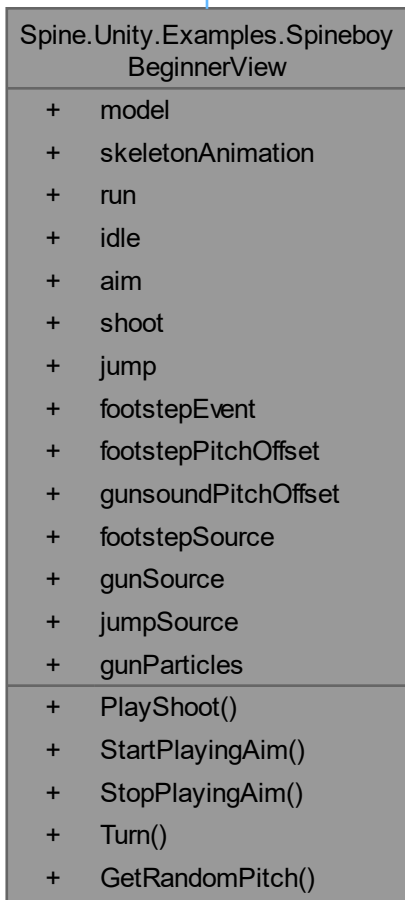 Spine.Unity.Examples.Spineboy
BeginnerView
+ model
+ skeletonAnimation
+ run
+ idle
+ aim
+ shoot
+ jump
+ footstepEvent
+ footstepPitchOffset
+ gunsoundPitchOffset
+ footstepSource
+ gunSource
+ jumpSource
+ gunParticles
+ PlayShoot()
+ StartPlayingAim()
+ StopPlayingAim()
+ Turn()
+ GetRandomPitch()